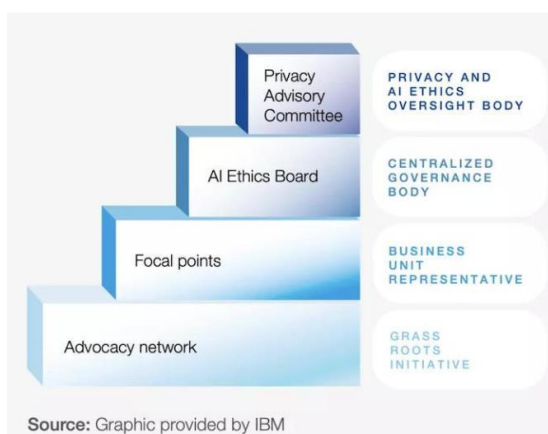 Privacy
Advisory
Committee
PRIVACY AND
AI ETHICS
OVERSIGHT BODY
AI Ethics Board
CENTRALIZED
GOVERNANCE
BODY
Focal points
BUSINESS
UNIT
REPRESENTATIVE
Advocacy network
GRASS
ROOTS
INITIATIVE
Source: Graphic provided by IBM